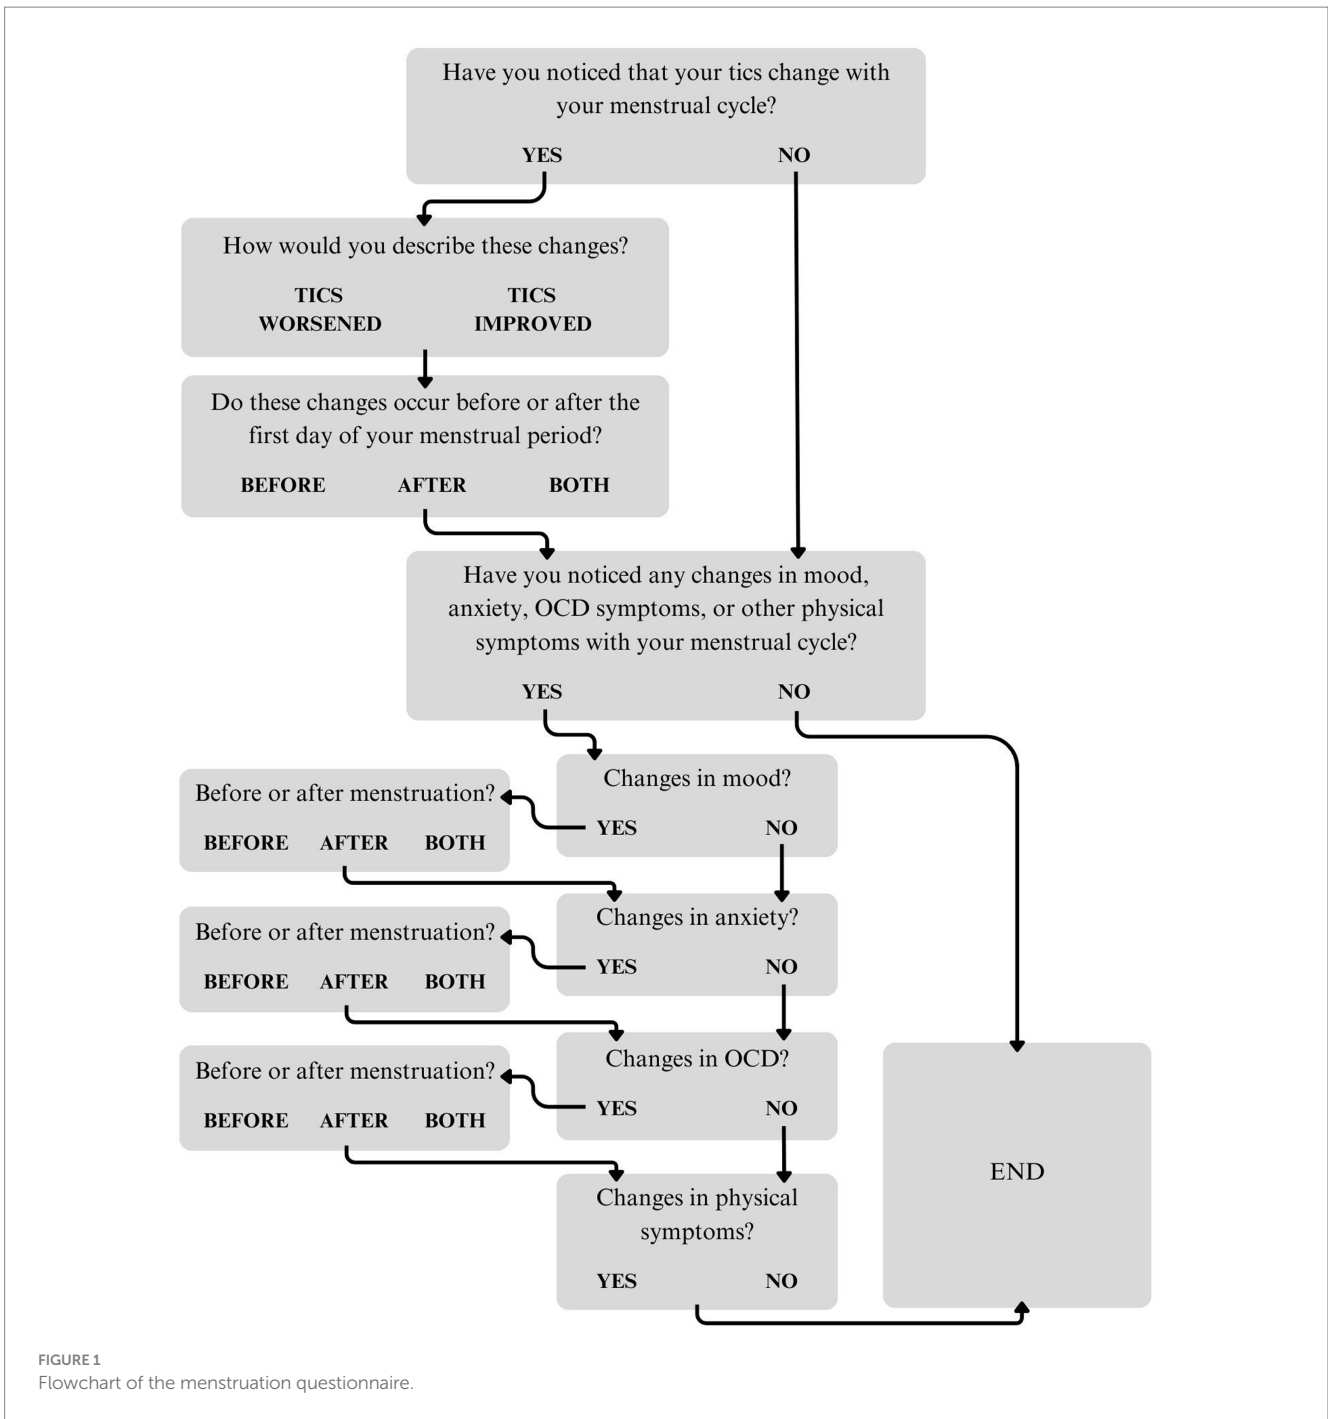 Have you noticed that your tics change with
your menstrual cycle?
YES NO
How would you describe these changes?
TICS TICS
WORSENED IMPROVED
Do these changes occur before or after the
first day of your menstrual period?
BEFORE AFTER BOTH
Have you noticed any changes in mood,
anxiety, OCD symptoms, or other physical
symptoms with your menstrual cycle?
YES NO
Changes in mood?
YES NO
Before or after menstruation?
BEFORE AFTER BOTH
Changes in anxiety?
YES NO
Before or after menstruation?
BEFORE AFTER BOTH
Changes in OCD?
YES NO
Before or after menstruation?
BEFORE AFTER BOTH
Changes in physical
symptoms?
YES NO
END
FIGURE 1
Flowchart of the menstruation questionnaire.